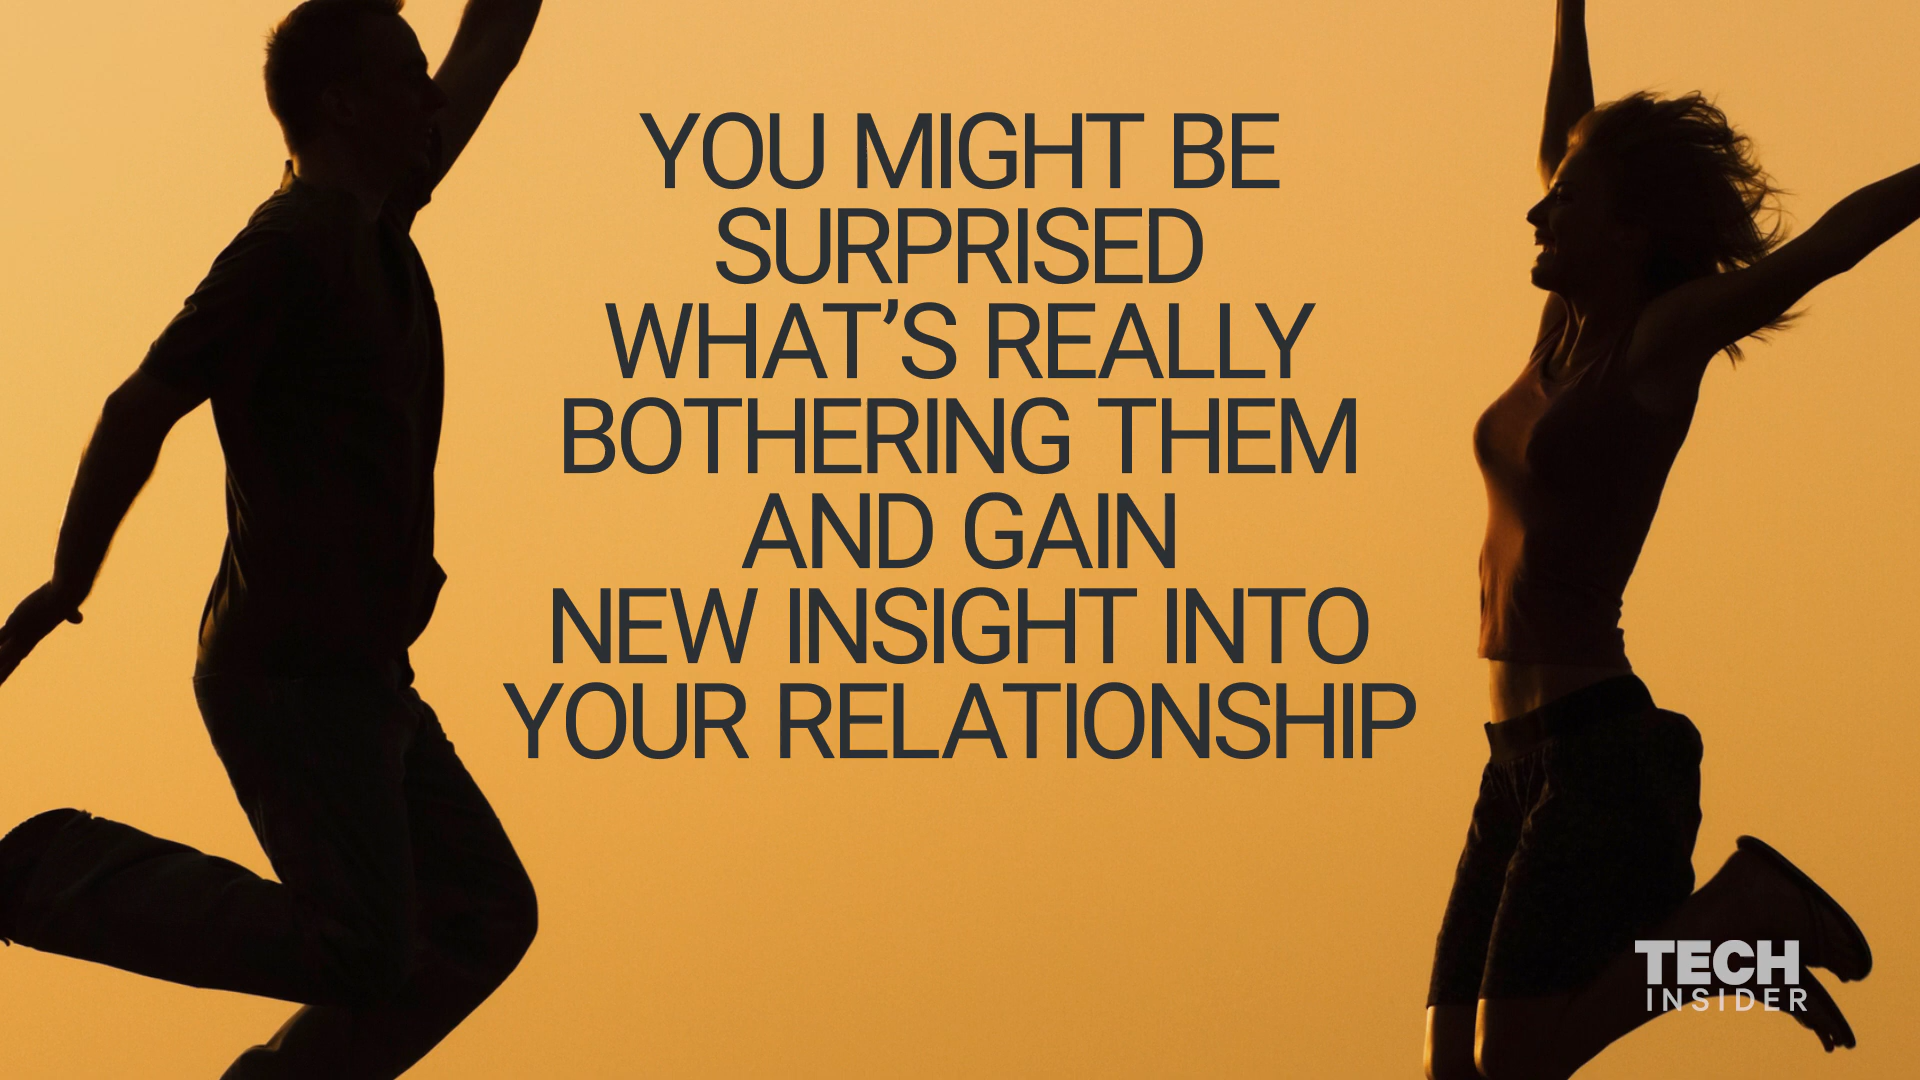 YOU MIGHT BE
SURPRISED
WHAT’S REALLY
BOTHERING THEM
AND GAIN
NEW INSIGHT INTO
YOUR RELATIONSHIP
TECH
INSIDER